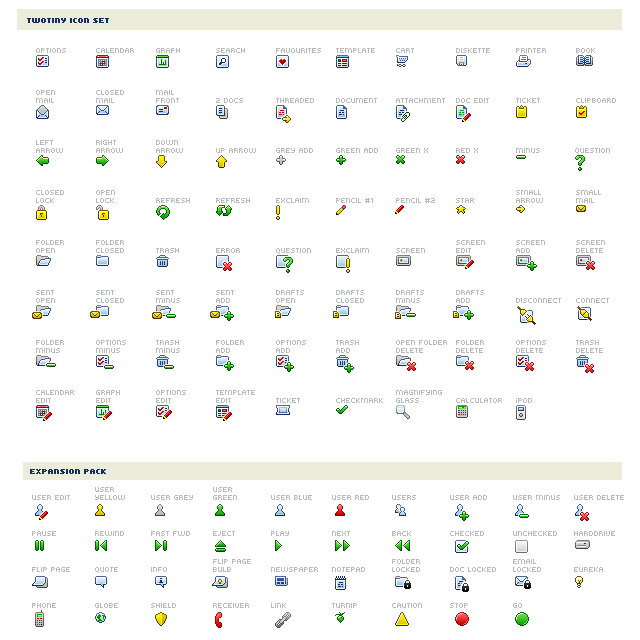 TWOTINY ICON SET
OPTIONS CALENDAR GRAPH SEARCH FAVOURITES TEMPLATE CART DISKETTE PRINTER BOOK
OPEN MAIL CLOSED MAIL MAIL FRONT 2 DOCS THREADED DOCUMENT ATTACHMENT DOC EDIT TICKET CLIPBOARD
LEFT ARROW RIGHT ARROW DOWN ARROW UP ARROW GREY ADD GREEN ADD GREEN X RED X MINUS QUESTION
CLOSED LOCK OPEN LOCK REFRESH REFRESH EXCLAIM PENCIL #1 PENCIL #2 STAR SMALL ARROW SMALL MAIL
FOLDER OPEN FOLDER CLOSED TRASH ERROR QUESTION EXCLAIM SCREEN SCREEN EDIT SCREEN ADD SCREEN DELETE
SENT OPEN SENT CLOSED SENT MINUS SENT ADD DRAFTS OPEN DRAFTS CLOSED DRAFTS MINUS DRAFTS ADD DISCONNECT CONNECT
FOLDER MINUS OPTIONS MINUS TRASH MINUS FOLDER ADD OPTIONS ADD TRASH ADD OPEN FOLDER DELETE FOLDER DELETE OPTIONS DELETE TRASH DELETE
CALENDAR EDIT GRAPH EDIT OPTIONS EDIT TEMPLATE EDIT TICKET CHECKMARK MAGNIFYING GLASS CALCULATOR iPOD
EXPANSION PACK
USER EDIT USER YELLOW USER GREY USER GREEN USER BLUE USER RED USERS USER ADD USER MINUS USER DELETE
PAUSE REWIND FAST FWD EJECT PLAY NEXT BACK CHECKED UNCHECKED HARDDRIVE
FLIP PAGE QUOTE INFO FLIP PAGE BULB NEWSPAPER NOTEPAD FOLDER LOCKED DOC LOCKED EMAIL LOCKED EUREKA
PHONE GLOBE SHIELD RECEIVER LINK TURNIP CAUTION STOP GO